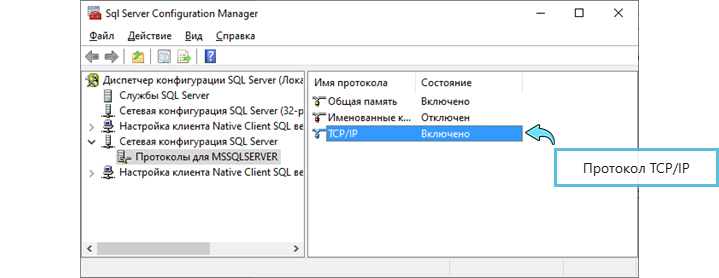 Sql Server Configuration Manager
Файл Действие Вид Справка
Диспетчер конфигурации SQL Server (Лока
Службы SQL Server
Сетевая конфигурация SQL Server (32-р
Настройка клиента Native Client SQL ве
Сетевая конфигурация SQL Server
Протоколы для MSSQLSERVER
Настройка клиента Native Client SQL ве
Имя протокола Состояние
Общая память Включено
Именованные к... Отключен
TCP/IP Включено
Протокол TCP/IP